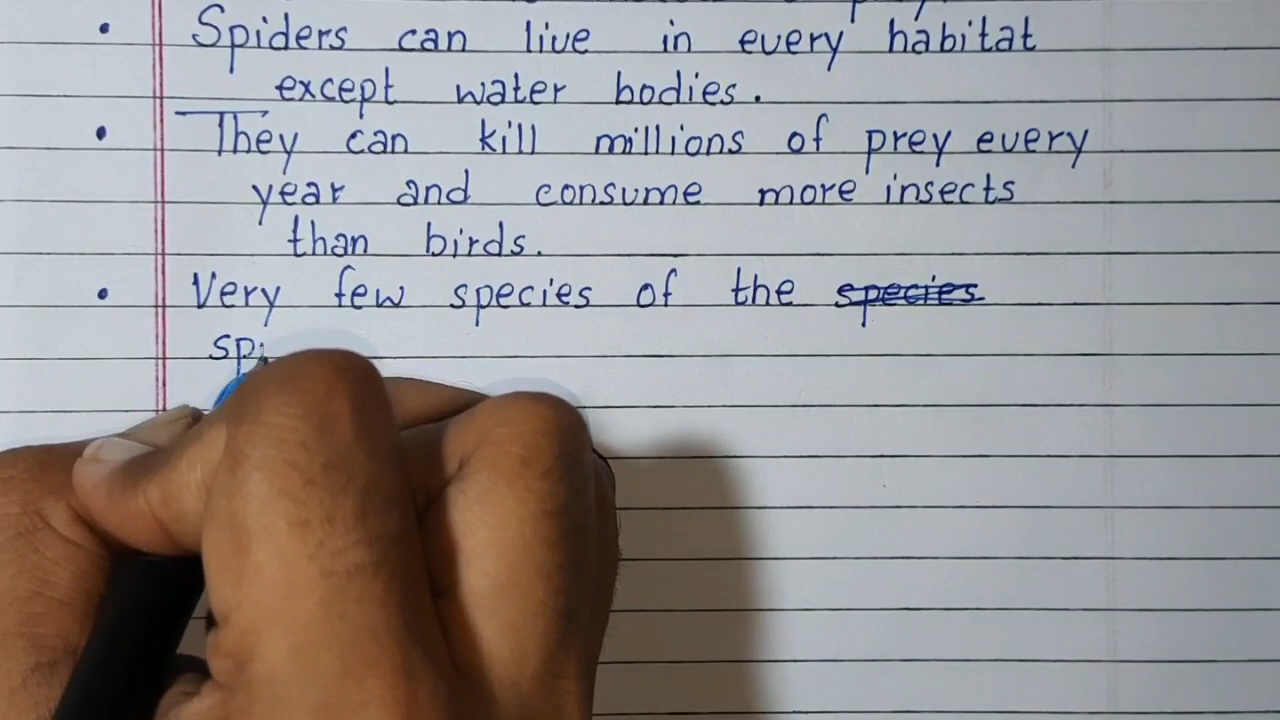 • Spiders can live in every habitat
except water bodies.
• They can kill millions of prey every
year and consume more insects
than birds.
• Very few species of the species
sp